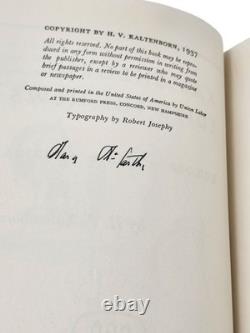 COPYRIGHT BY H. V. KALTENBORN, 1937
All rights reserved. No part of this book may be repro-
duced in any form without permission in writing from
the publisher, except by a reviewer who may quote
brief passages in a review to be printed in a magazine
or newspaper.
Composed and printed in the United States of America by Union Labor
AT THE RUMFORD PRESS, CONCORD, NEW HAMPSHIRE
Typography by Robert Josephy
ebay